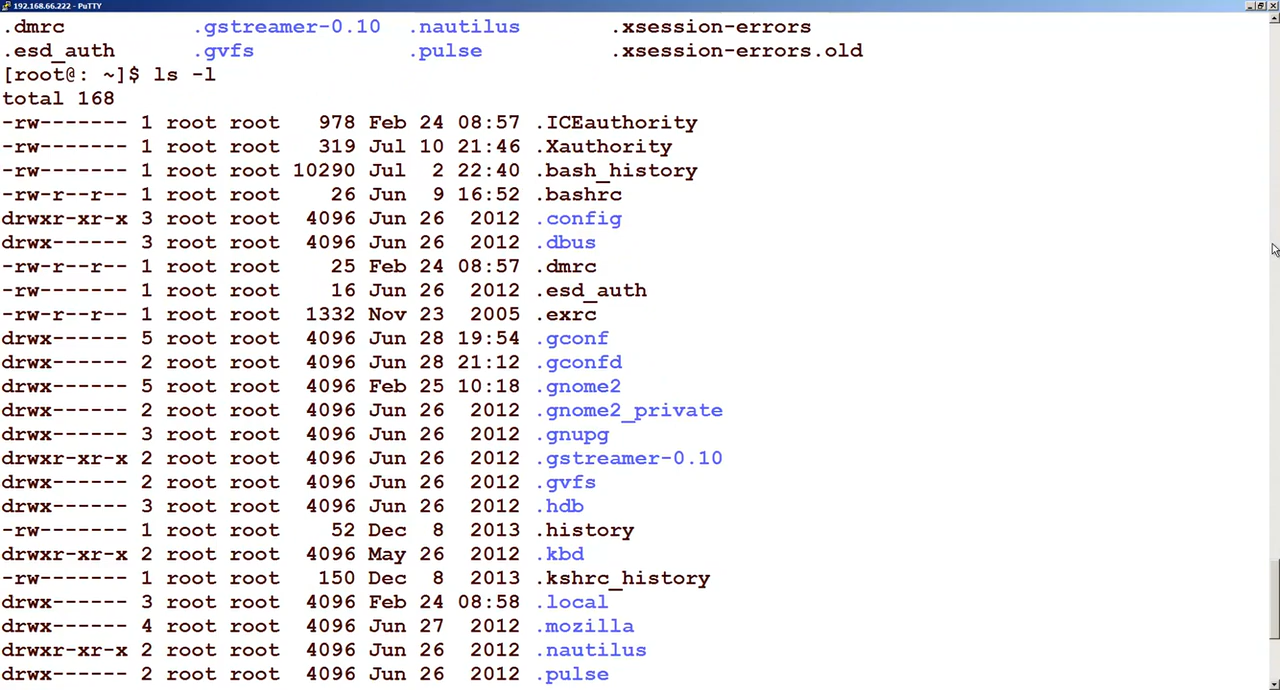 192.168.66.222 - PuTTY
.dmrc .gstreamer-0.10 .nautilus .xsession-errors
.esd_auth .gvfs .pulse .xsession-errors.old
[root@: ~]$ ls -l
total 168
-rw------- 1 root root 978 Feb 24 08:57 .ICEauthority
-rw------- 1 root root 319 Jul 10 21:46 .Xauthority
-rw------- 1 root root 10290 Jul 2 22:40 .bash_history
-rw-r--r-- 1 root root 26 Jun 9 16:52 .bashrc
drwxr-xr-x 3 root root 4096 Jun 26 2012 .config
drwx------ 3 root root 4096 Jun 26 2012 .dbus
-rw-r--r-- 1 root root 25 Feb 24 08:57 .dmrc
-rw------- 1 root root 16 Jun 26 2012 .esd_auth
-rw-r--r-- 1 root root 1332 Nov 23 2005 .exrc
drwx------ 5 root root 4096 Jun 28 19:54 .gconf
drwx------ 2 root root 4096 Jun 28 21:12 .gconfd
drwx------ 5 root root 4096 Feb 25 10:18 .gnome2
drwx------ 2 root root 4096 Jun 26 2012 .gnome2_private
drwx------ 3 root root 4096 Jun 26 2012 .gnupg
drwxr-xr-x 2 root root 4096 Jun 26 2012 .gstreamer-0.10
drwx------ 2 root root 4096 Jun 26 2012 .gvfs
drwx------ 3 root root 4096 Jun 26 2012 .hdb
-rw------- 1 root root 52 Dec 8 2013 .history
drwxr-xr-x 2 root root 4096 May 26 2012 .kbd
-rw------- 1 root root 150 Dec 8 2013 .kshrc_history
drwx------ 3 root root 4096 Feb 24 08:58 .local
drwx------ 4 root root 4096 Jun 27 2012 .mozilla
drwxr-xr-x 2 root root 4096 Jun 26 2012 .nautilus
drwx------ 2 root root 4096 Jun 26 2012 .pulse